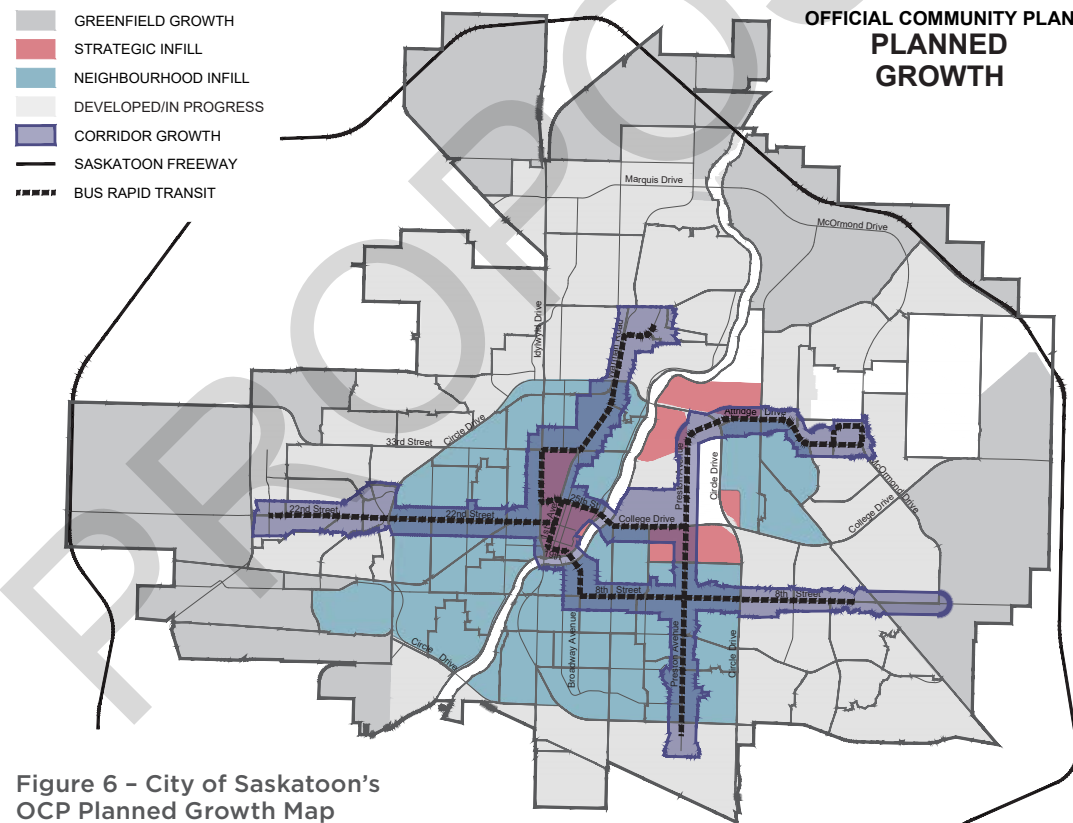 GREENFIELD GROWTH
STRATEGIC INFILL
NEIGHBOURHOOD INFILL
DEVELOPED/IN PROGRESS
CORRIDOR GROWTH
SASKATOON FREEWAY
BUS RAPID TRANSIT
OFFICIAL COMMUNITY PLAN
PLANNED
GROWTH
Marquis Drive
McOrmond Drive
Idylwyld Drive
Attridge Drive
Circle Drive
33rd Street
McOrmond Drive
Preston Avenue
Circle Drive
22nd Street
22nd Street
25th St
College Drive
College Drive
8th Street
8th Street
Broadway Avenue
Preston Avenue
Circle Drive
Circle Drive
Figure 6 – City of Saskatoon's
OCP Planned Growth Map